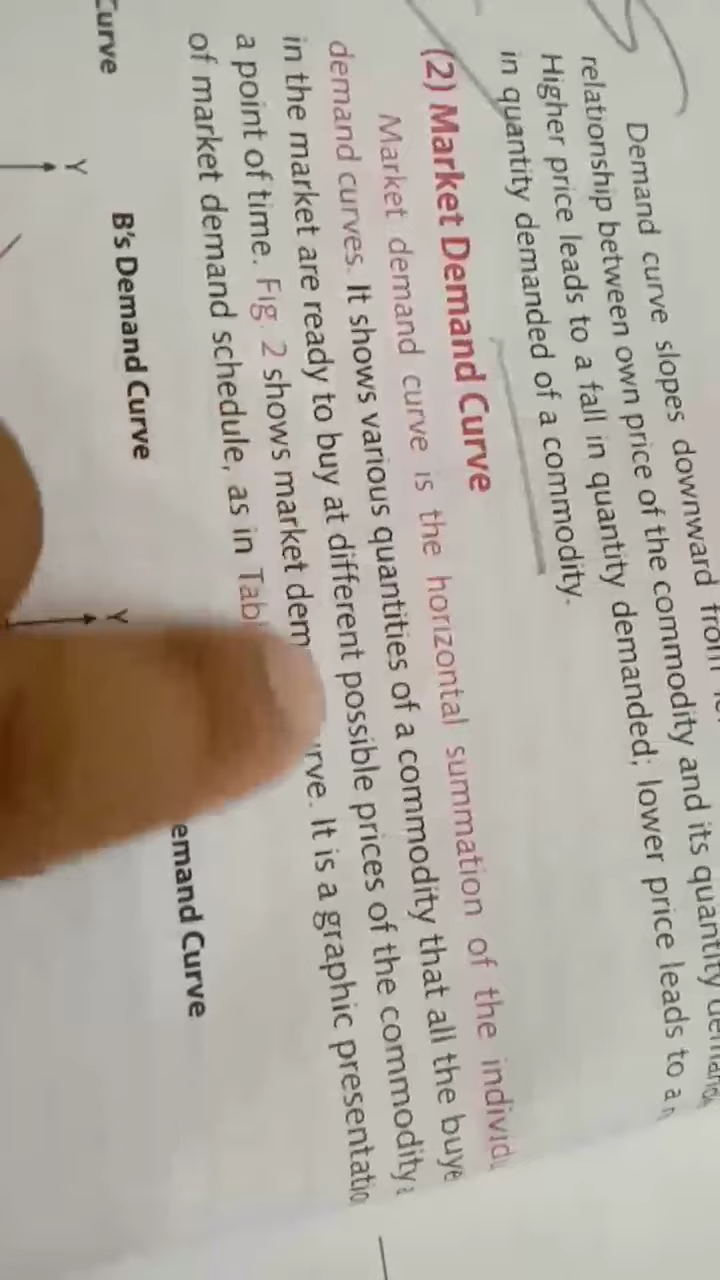 Demand curve slopes downward from
relationship between own price of the commodity and its quantity
Higher price leads to a fall in quantity demanded; lower price leads to a
in quantity demanded of a commodity.
(2) Market Demand Curve
Market demand curve is the horizontal summation of the
demand curves. It shows various quantities of a commodity that all the
in the market are ready to buy at different possible prices of the commodity
a point of time. Fig. 2 shows market It is a graphic
of market demand schedule, as in
Curve
B's Demand Curve
Curve
Y
Y